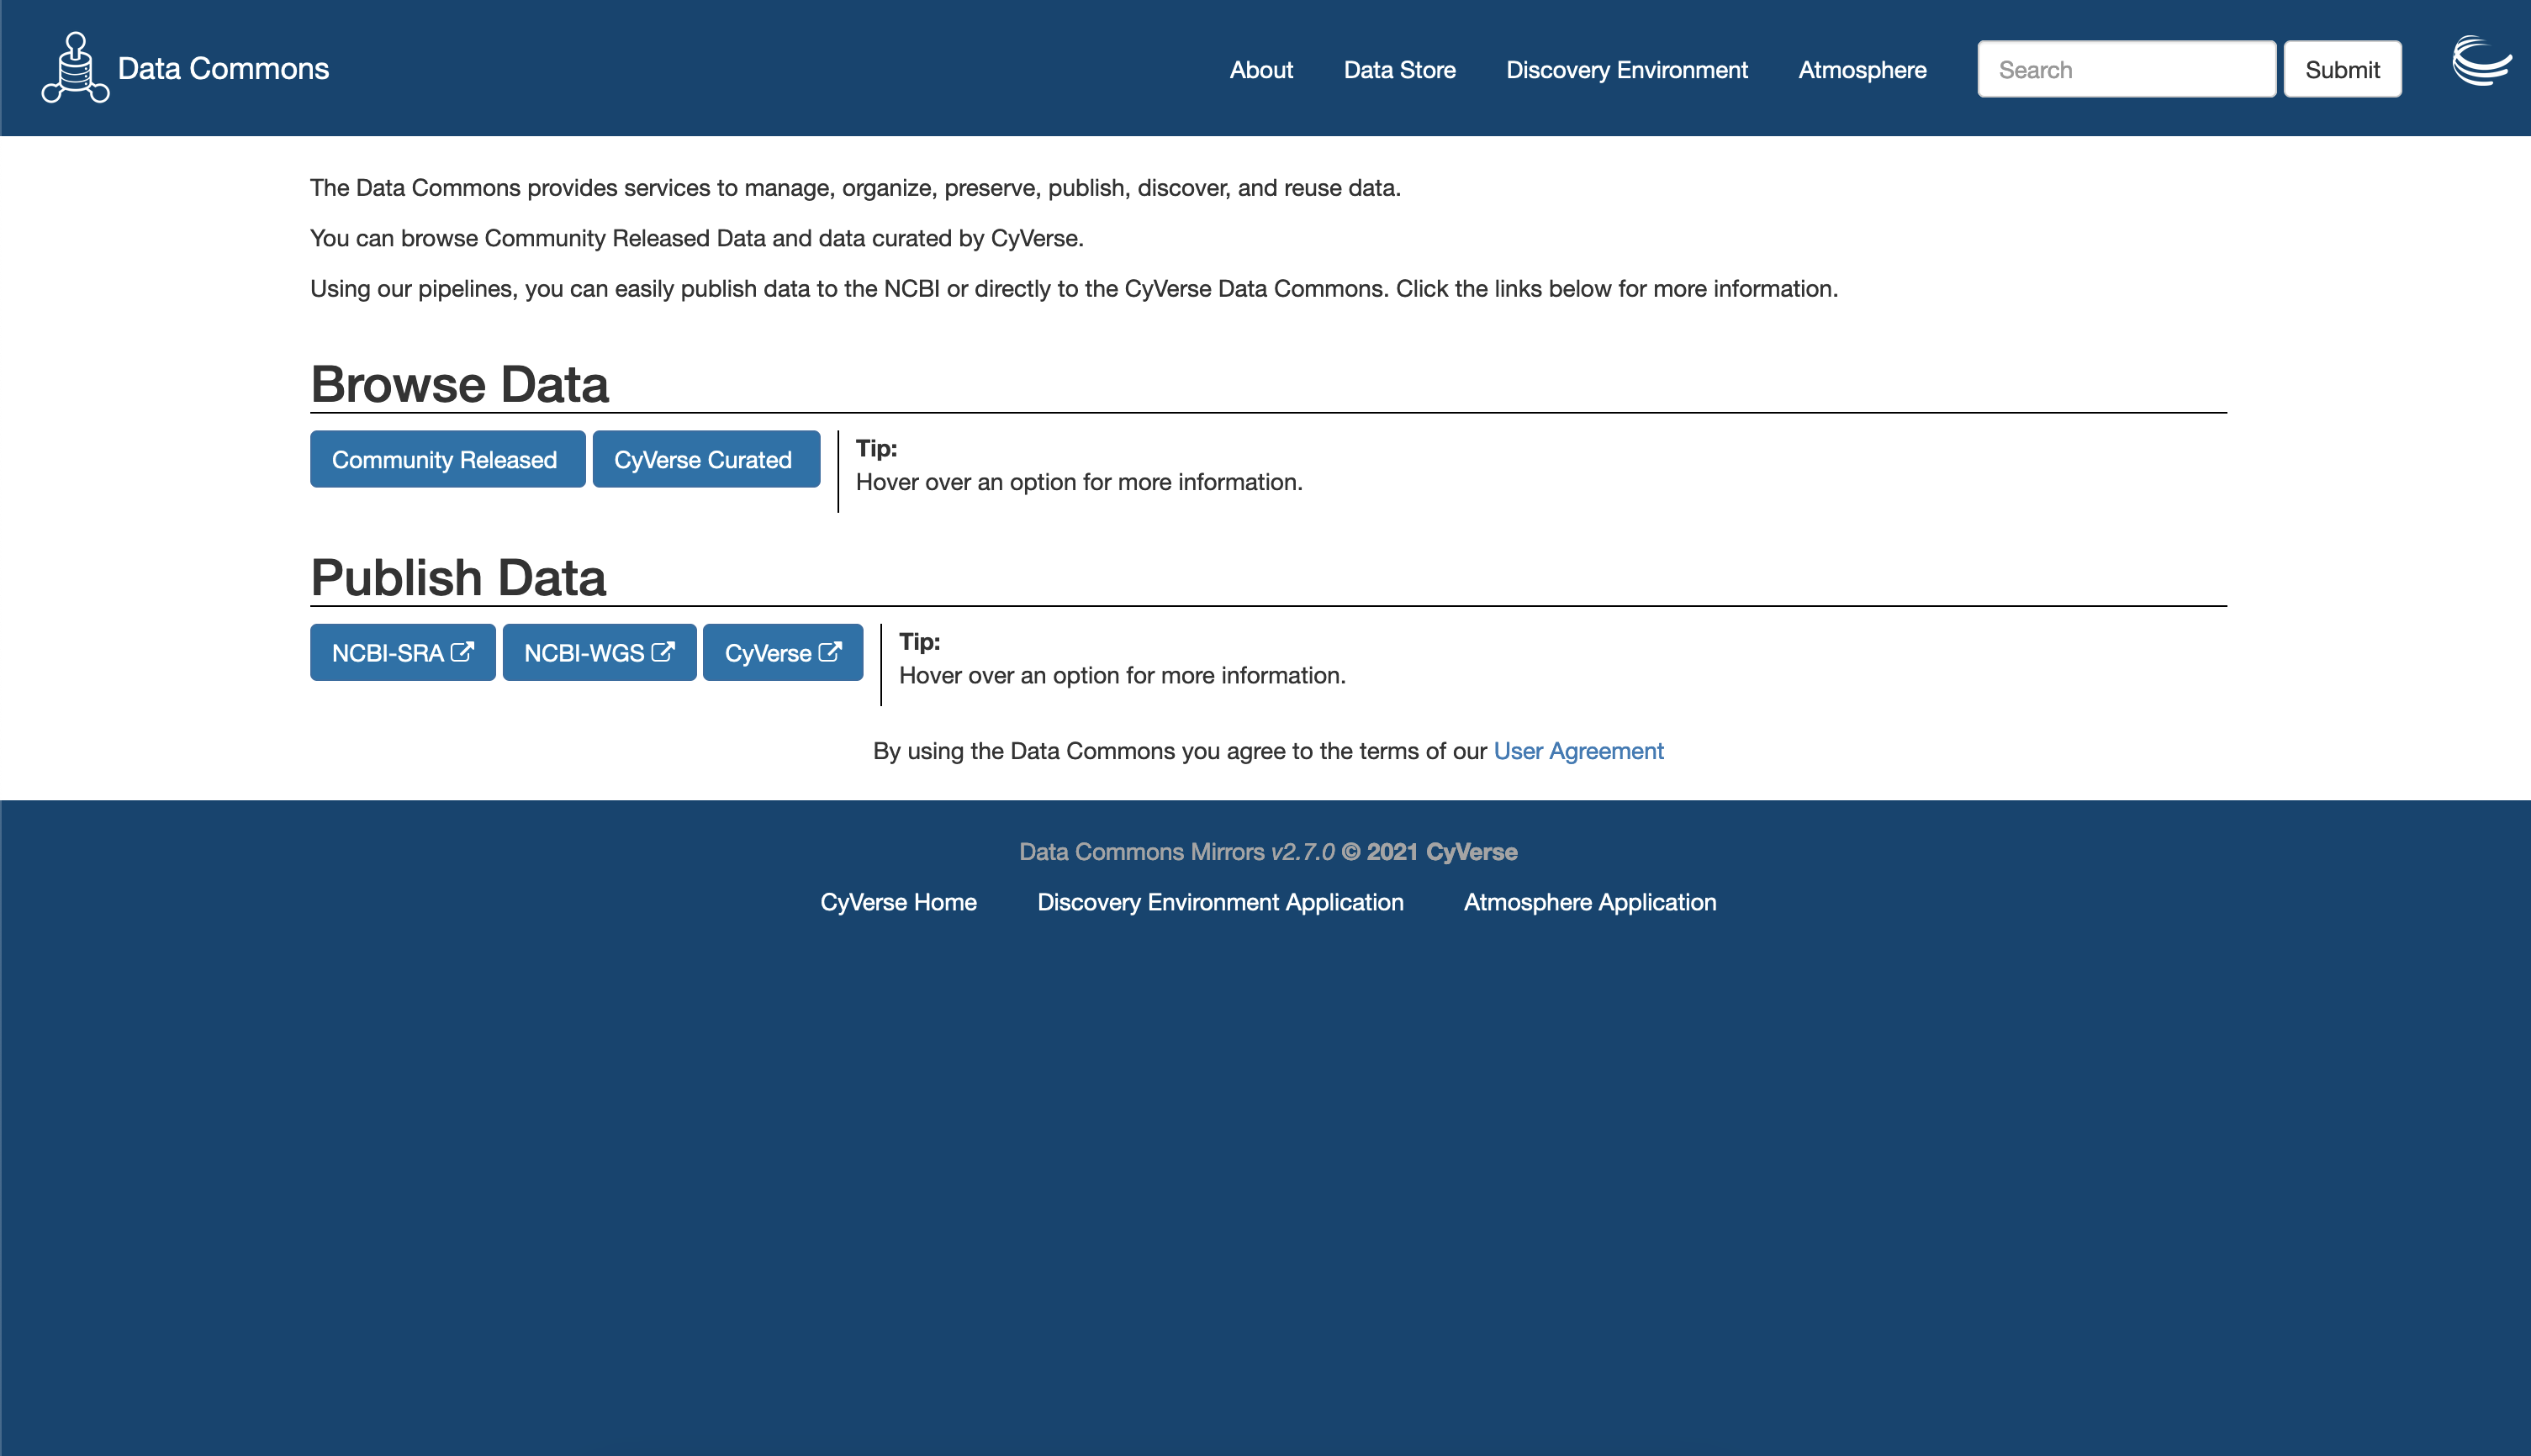 Data Commons
About Data Store Discovery Environment Atmosphere Search Submit
The Data Commons provides services to manage, organize, preserve, publish, discover, and reuse data.
You can browse Community Released Data and data curated by CyVerse.
Using our pipelines, you can easily publish data to the NCBI or directly to the CyVerse Data Commons. Click the links below for more information.
Browse Data
Community Released CyVerse Curated
Tip:
Hover over an option for more information.
Publish Data
NCBI-SRA NCBI-WGS CyVerse
Tip:
Hover over an option for more information.
By using the Data Commons you agree to the terms of our User Agreement
Data Commons Mirrors v2.7.0 © 2021 CyVerse
CyVerse Home Discovery Environment Application Atmosphere Application